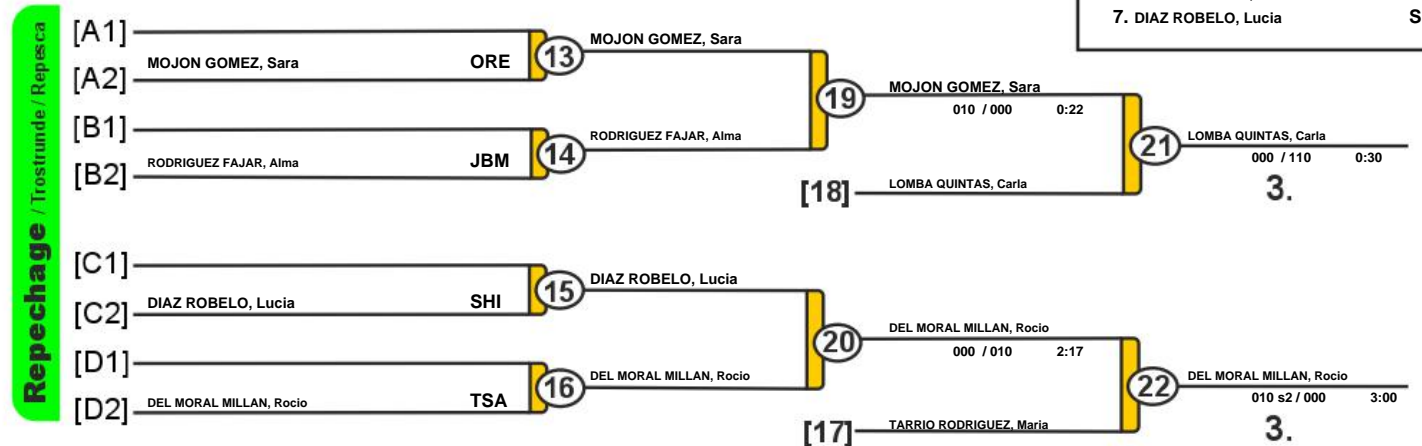 7. DIAZ ROBELO, Lucia S
Repechage / Trostrunde / Repesca
[A1]
MOJON GOMEZ, Sara ORE 13 MOJON GOMEZ, Sara
[A2]
19 MOJON GOMEZ, Sara
010 / 000 0:22
[B1]
RODRIGUEZ FAJAR, Alma JBM 14 RODRIGUEZ FAJAR, Alma
[B2]
21 LOMBA QUINTAS, Carla
000 / 110 0:30
[18] LOMBA QUINTAS, Carla
3.
[C1]
DIAZ ROBELO, Lucia SHI 15 DIAZ ROBELO, Lucia
[C2]
20 DEL MORAL MILLAN, Rocio
000 / 010 2:17
[D1]
DEL MORAL MILLAN, Rocio TSA 16 DEL MORAL MILLAN, Rocio
[D2]
22 DEL MORAL MILLAN, Rocio
010 s2 / 000 3:00
[17] TARRIO RODRIGUEZ, Maria
3.